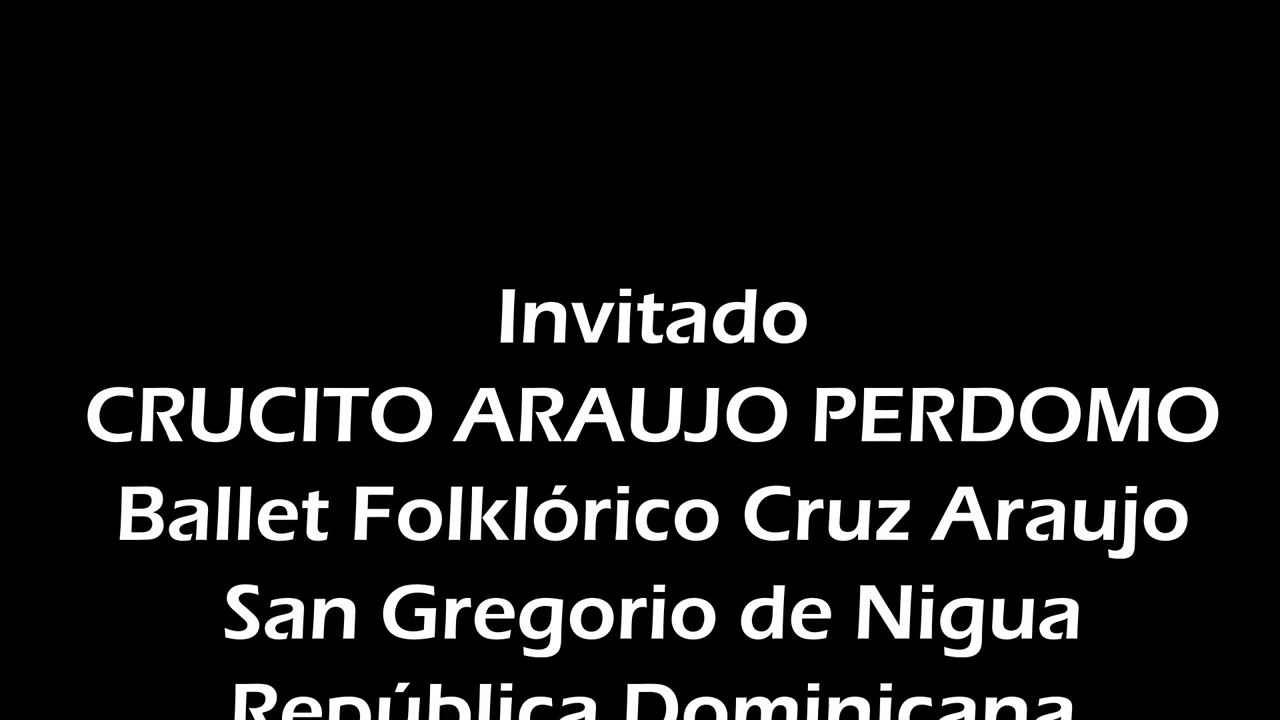 Invitado
CRUCITO ARAUJO PERDOMO
Ballet Folklórico Cruz Araujo
San Gregorio de Nigua
República Dominicana